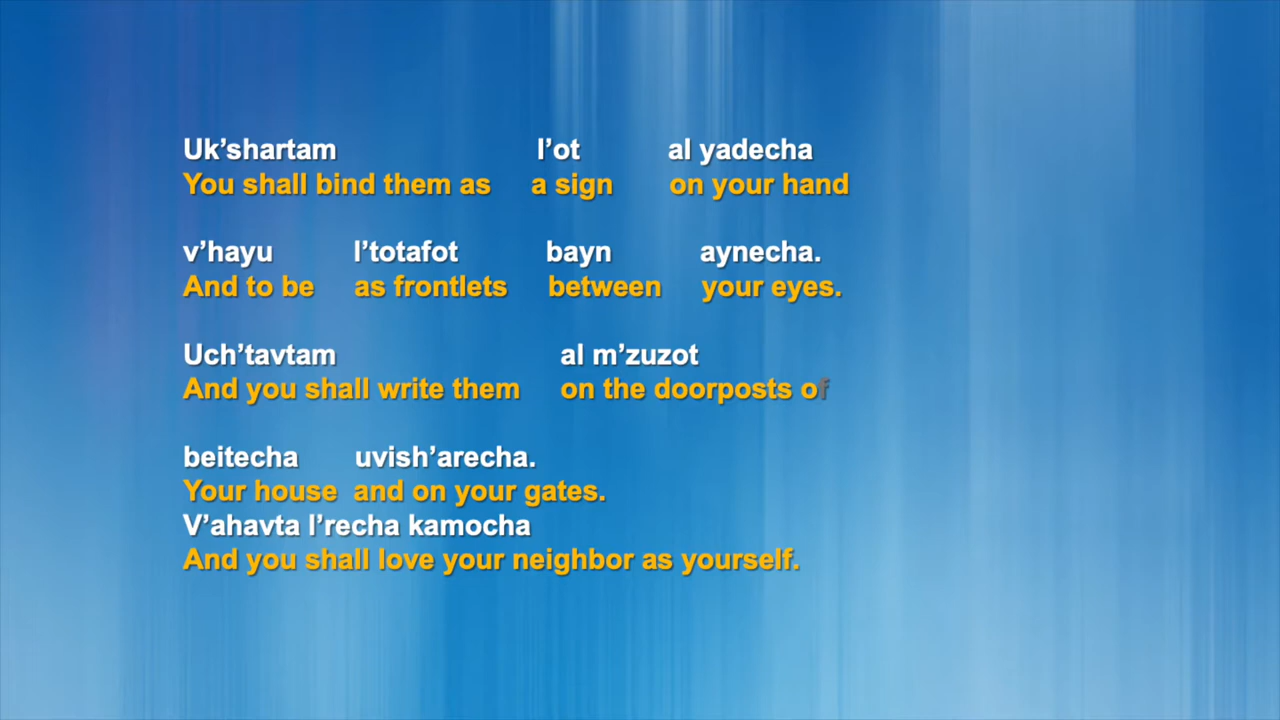 Uk’shartam l’ot al yadecha
You shall bind them as a sign on your hand
v’hayu l’totafot bayn aynecha.
And to be as frontlets between your eyes.
Uch’tavtam al m’zuzot
And you shall write them on the doorposts of
beitecha uvish’arecha.
Your house and on your gates.
V’ahavta l’recha kamocha
And you shall love your neighbor as yourself.